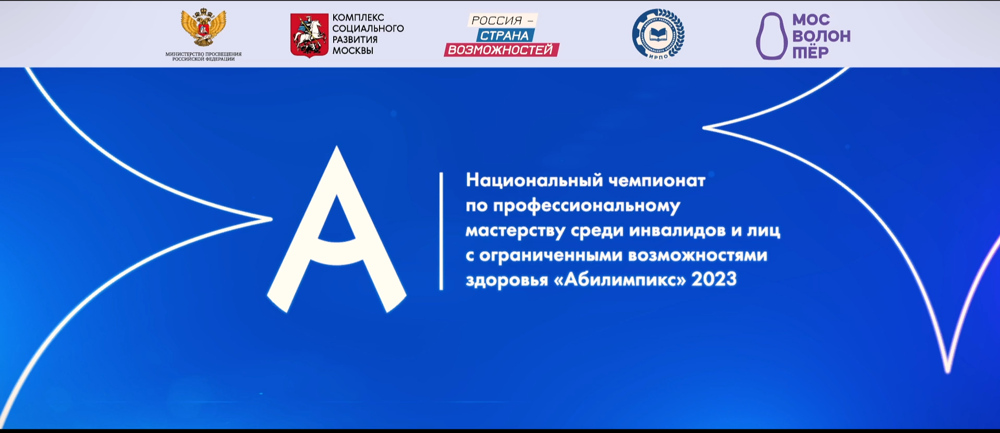 МИНИСТЕРСТВО ПРОСВЕЩЕНИЯ
РОССИЙСКОЙ ФЕДЕРАЦИИ
КОМПЛЕКС
СОЦИАЛЬНОГО
РАЗВИТИЯ
МОСКВЫ
РОССИЯ –
СТРАНА
ВОЗМОЖНОСТЕЙ
ИРПО
МОС
ВОЛОН
ТЁР
Национальный чемпионат
по профессиональному
мастерству среди инвалидов и лиц
с ограниченными возможностями
здоровья «Абилимпикс» 2023